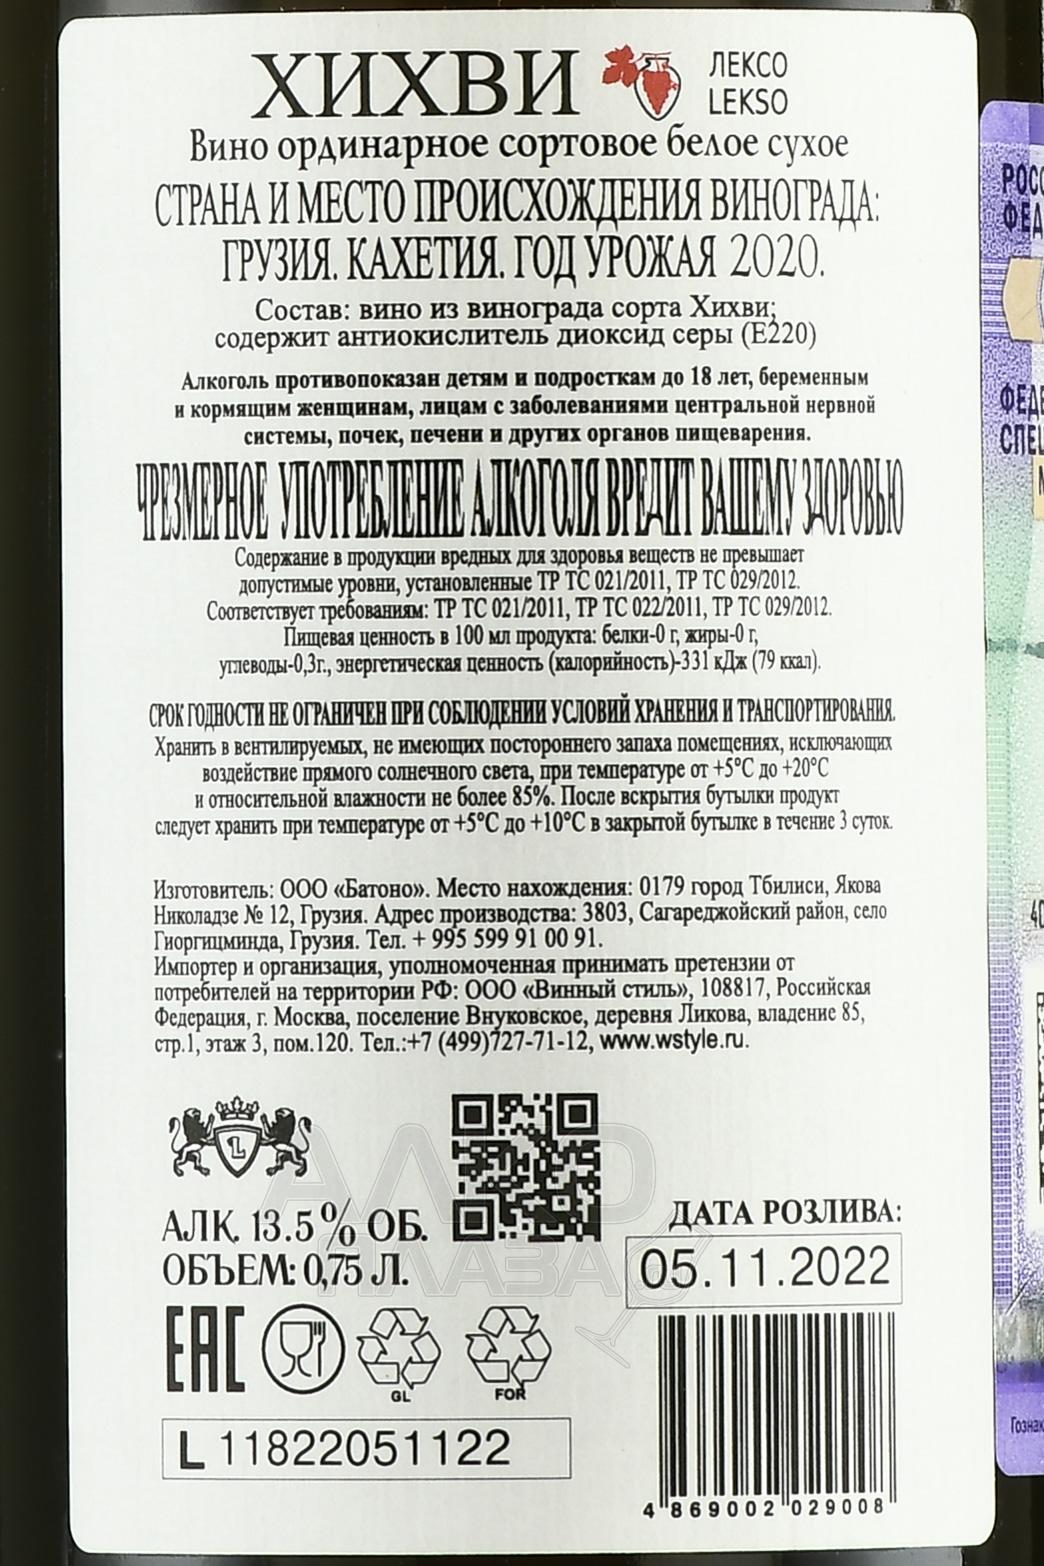 ХИХВИ
ЛЕКСО
LEKSO
Вино ординарное сортовое белое сухое
СТРАНА И МЕСТО ПРОИСХОЖДЕНИЯ ВИНОГРАДА:
ГРУЗИЯ. КАХЕТИЯ. ГОД УРОЖАЯ 2020.
Состав: вино из винограда сорта Хихви;
содержит антиокислитель диоксид серы (Е220)
Алкоголь противопоказан детям и подросткам до 18 лет, беременным
и кормящим женщинам, лицам с заболеваниями центральной нервной
системы, почек, печени и других органов пищеварения.
ЧРЕЗМЕРНОЕ УПОТРЕБЛЕНИЕ АЛКОГОЛЯ ВРЕДИТ ВАШЕМУ ЗДОРОВЬЮ
Содержание в продукции вредных для здоровья веществ не превышает
допустимые уровни, установленные ТР ТС 021/2011, ТР ТС 029/2012.
Соответствует требованиям: ТР ТС 021/2011, ТР ТС 022/2011, ТР ТС 029/2012.
Пищевая ценность в 100 мл продукта: белки-0 г, жиры-0 г,
углеводы-0,3г., энергетическая ценность (калорийность)-331 кДж (79 ккал).
СРОК ГОДНОСТИ НЕ ОГРАНИЧЕН ПРИ СОБЛЮДЕНИИ УСЛОВИЙ ХРАНЕНИЯ И ТРАНСПОРТИРОВАНИЯ.
Хранить в вентилируемых, не имеющих постороннего запаха помещениях, исключающих
воздействие прямого солнечного света, при температуре от +5°С до +20°С
и относительной влажности не более 85%. После вскрытия бутылки продукт
следует хранить при температуре от +5°С до +10°С в закрытой бутылке в течение 3 суток.
Изготовитель: ООО «Батоно». Место нахождения: 0179 город Тбилиси, Якова
Николадзе № 12, Грузия. Адрес производства: 3803, Сагареджойский район, село
Гиоргицминда, Грузия. Тел. + 995 599 91 00 91.
Импортер и организация, уполномоченная принимать претензии от
потребителей на территории РФ: ООО «Винный стиль», 108817, Российская
Федерация, г. Москва, поселение Внуковское, деревня Ликова, владение 85,
стр.1, этаж 3, пом.120. Тел.:+7 (499)727-71-12, www.wstyle.ru.
L
АЛКО
ПЛАЗА
АЛК. 13.5% ОБ.
ОБЪЕМ: 0,75 Л.
ДАТА РОЗЛИВА:
05.11.2022
EAC
GL
FOR
L 11822051122
4 869002 029008
РОСС
ФЕД
ФЕДЕ
СПЕЦ
Гознак